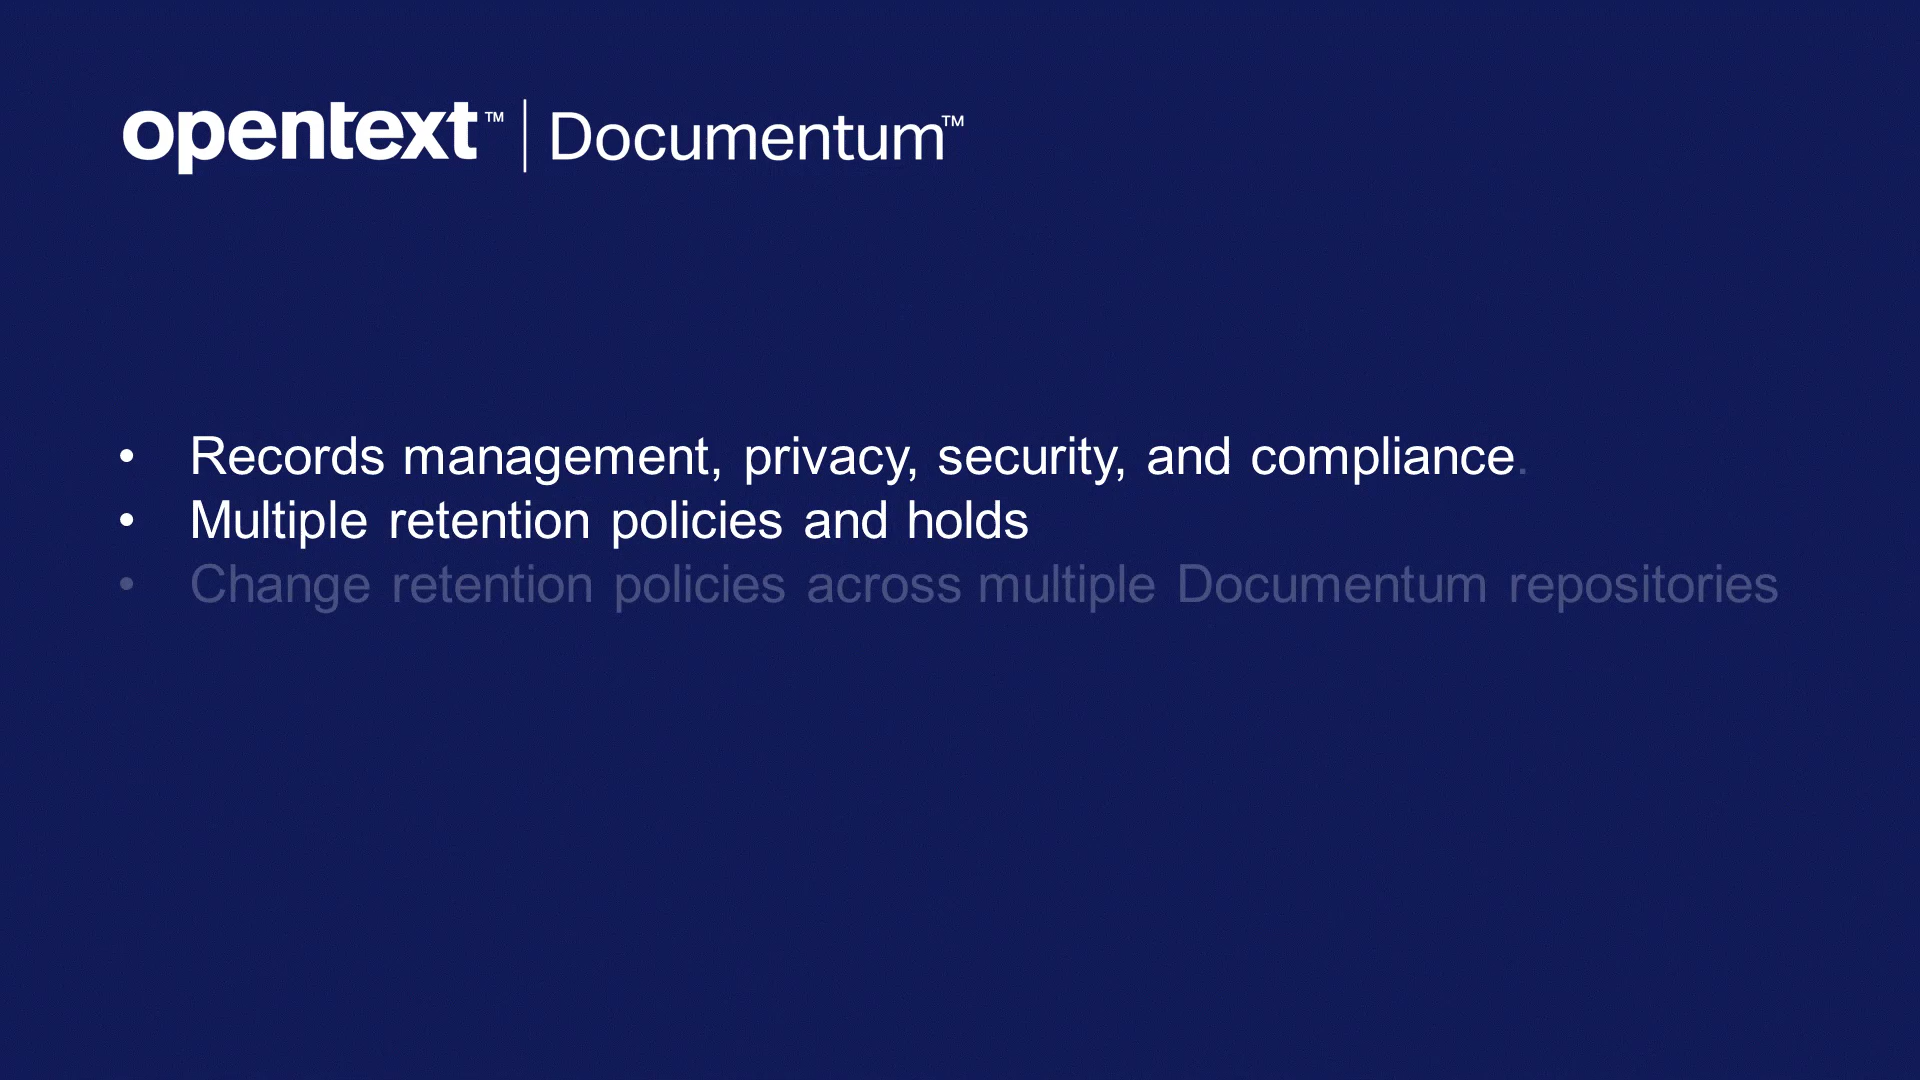 opentext™ | Documentum™
• Records management, privacy, security, and compliance.
• Multiple retention policies and holds
• Change retention policies across multiple Documentum repositories